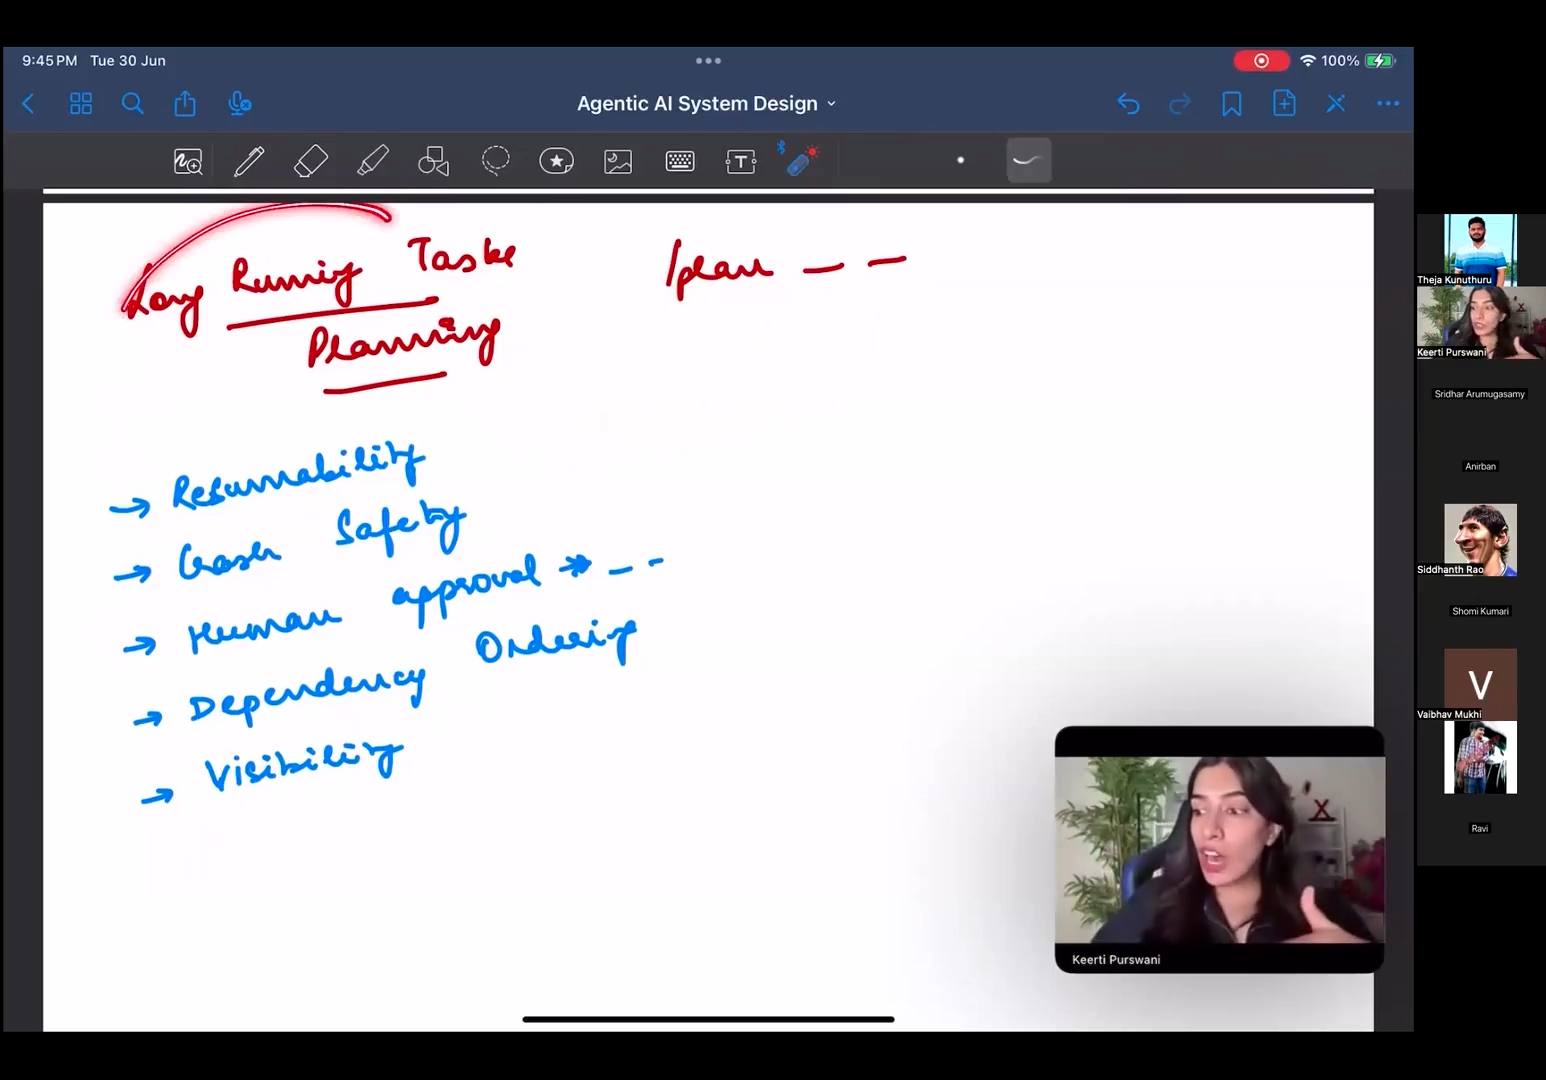 9:45 PM Tue 30 Jun
100%
Agentic AI System Design
T
Long Running Tasks
/plan _ _
Planning
→ Resumability
→ Crash Safety
→ Human approval → _ _
→ Dependency Ordering
→ Visibility
Keerti Purswani
Theja Kunuthuru
Keerti Purswani
Sridhar Arumugasamy
Anirban
Siddhanth Rao
Shomi Kumari
V
Vaibhav Mukhi
Ravi